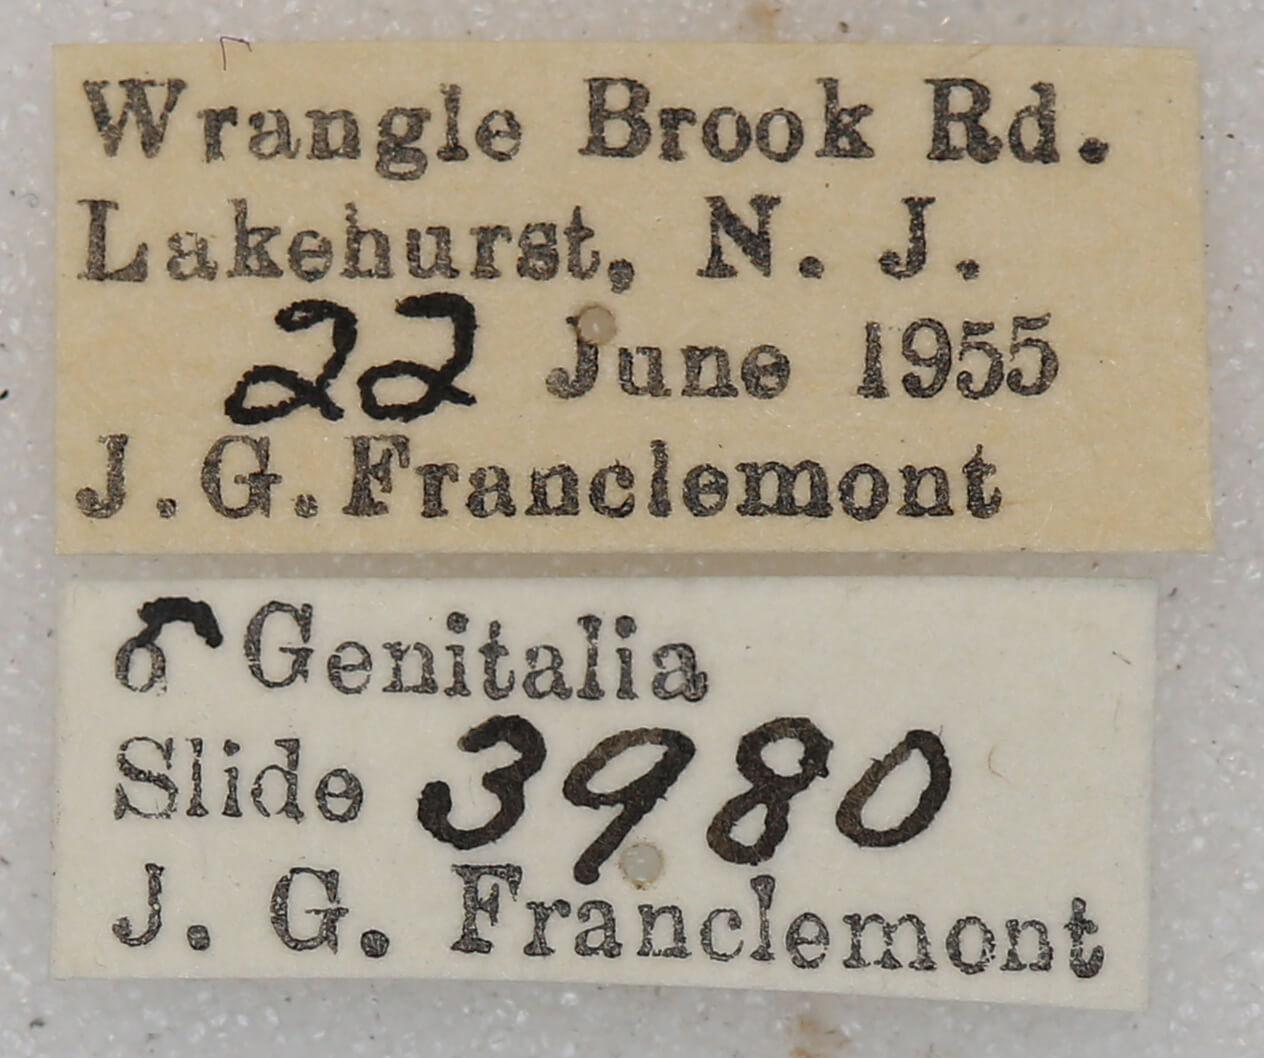 Wrangle Brook Rd.
Lakehurst, N. J.
22 June 1955
J. G. Franclemont
♂ Genitalia
Slide 3980
J. G. Franclemont